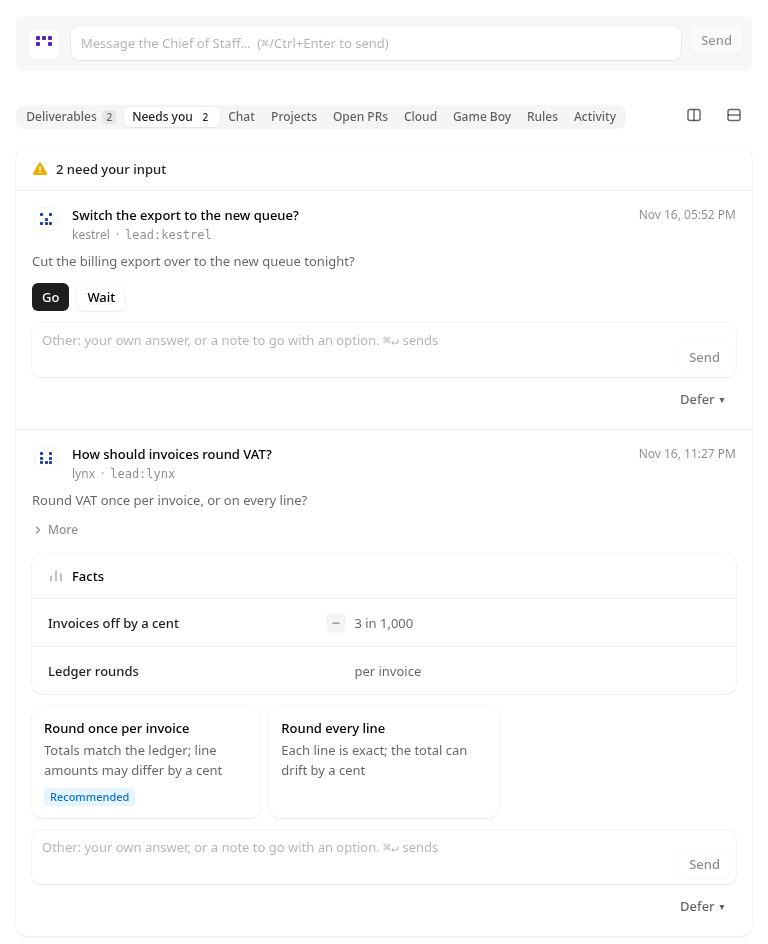 Message the Chief of Staff… (⌘/Ctrl+Enter to send)
Send
Deliverables 2 Needs you 2 Chat Projects Open PRs Cloud Game Boy Rules Activity
2 need your input
Switch the export to the new queue? Nov 16, 05:52 PM
kestrel · lead:kestrel
Cut the billing export over to the new queue tonight?
Go Wait
Other: your own answer, or a note to go with an option. ⌘↵ sends
Send
Defer ▾
How should invoices round VAT? Nov 16, 11:27 PM
lynx · lead:lynx
Round VAT once per invoice, or on every line?
More
Facts
Invoices off by a cent – 3 in 1,000
Ledger rounds per invoice
Round once per invoice
Totals match the ledger; line
amounts may differ by a cent
Recommended
Round every line
Each line is exact; the total can
drift by a cent
Other: your own answer, or a note to go with an option. ⌘↵ sends
Send
Defer ▾